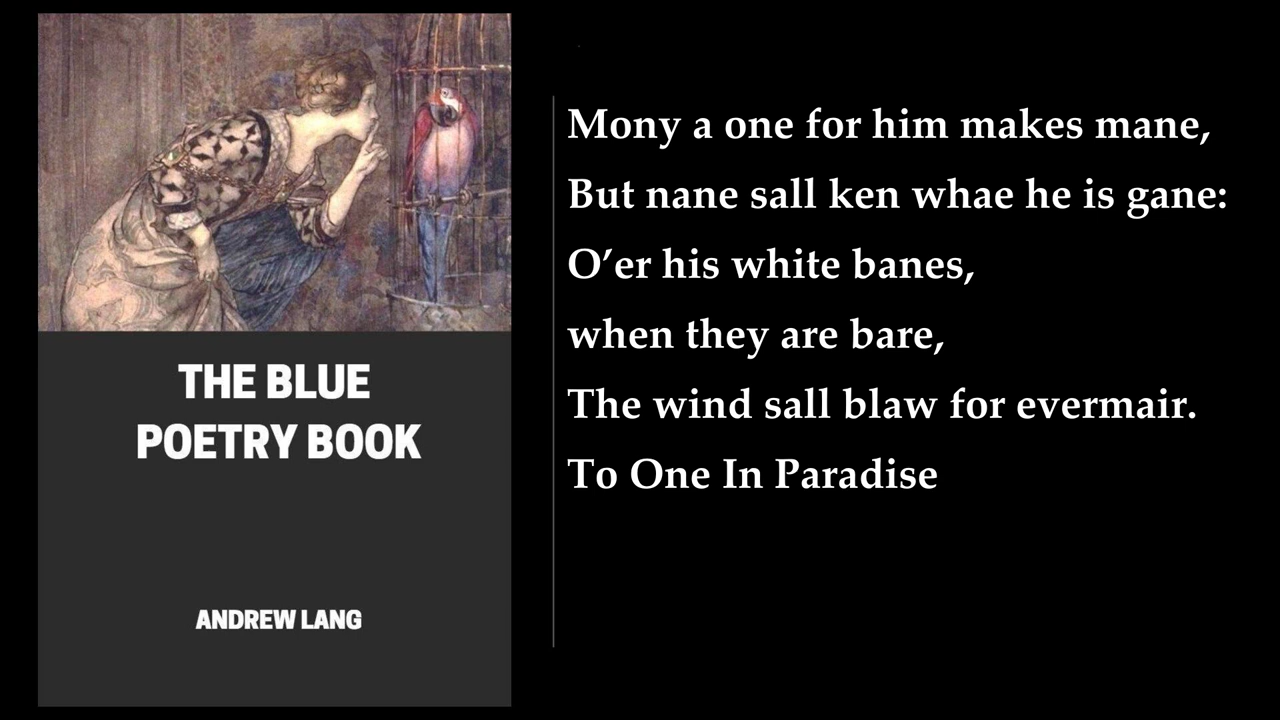 THE BLUE
POETRY BOOK
ANDREW LANG
Mony a one for him makes mane,
But nane sall ken whae he is gane:
O’er his white banes,
when they are bare,
The wind sall blaw for evermair.
To One In Paradise